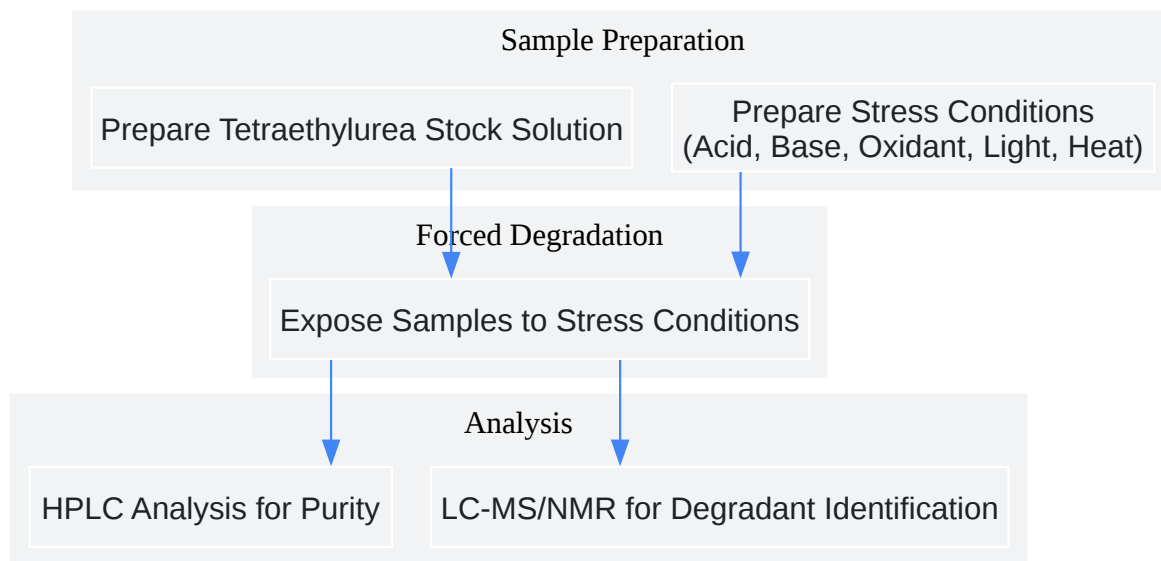 Sample Preparation
Prepare Tetraethylurea Stock Solution
Prepare Stress Conditions
(Acid, Base, Oxidant, Light, Heat)
Forced Degradation
Expose Samples to Stress Conditions
Analysis
HPLC Analysis for Purity
LC-MS/NMR for Degradant Identification